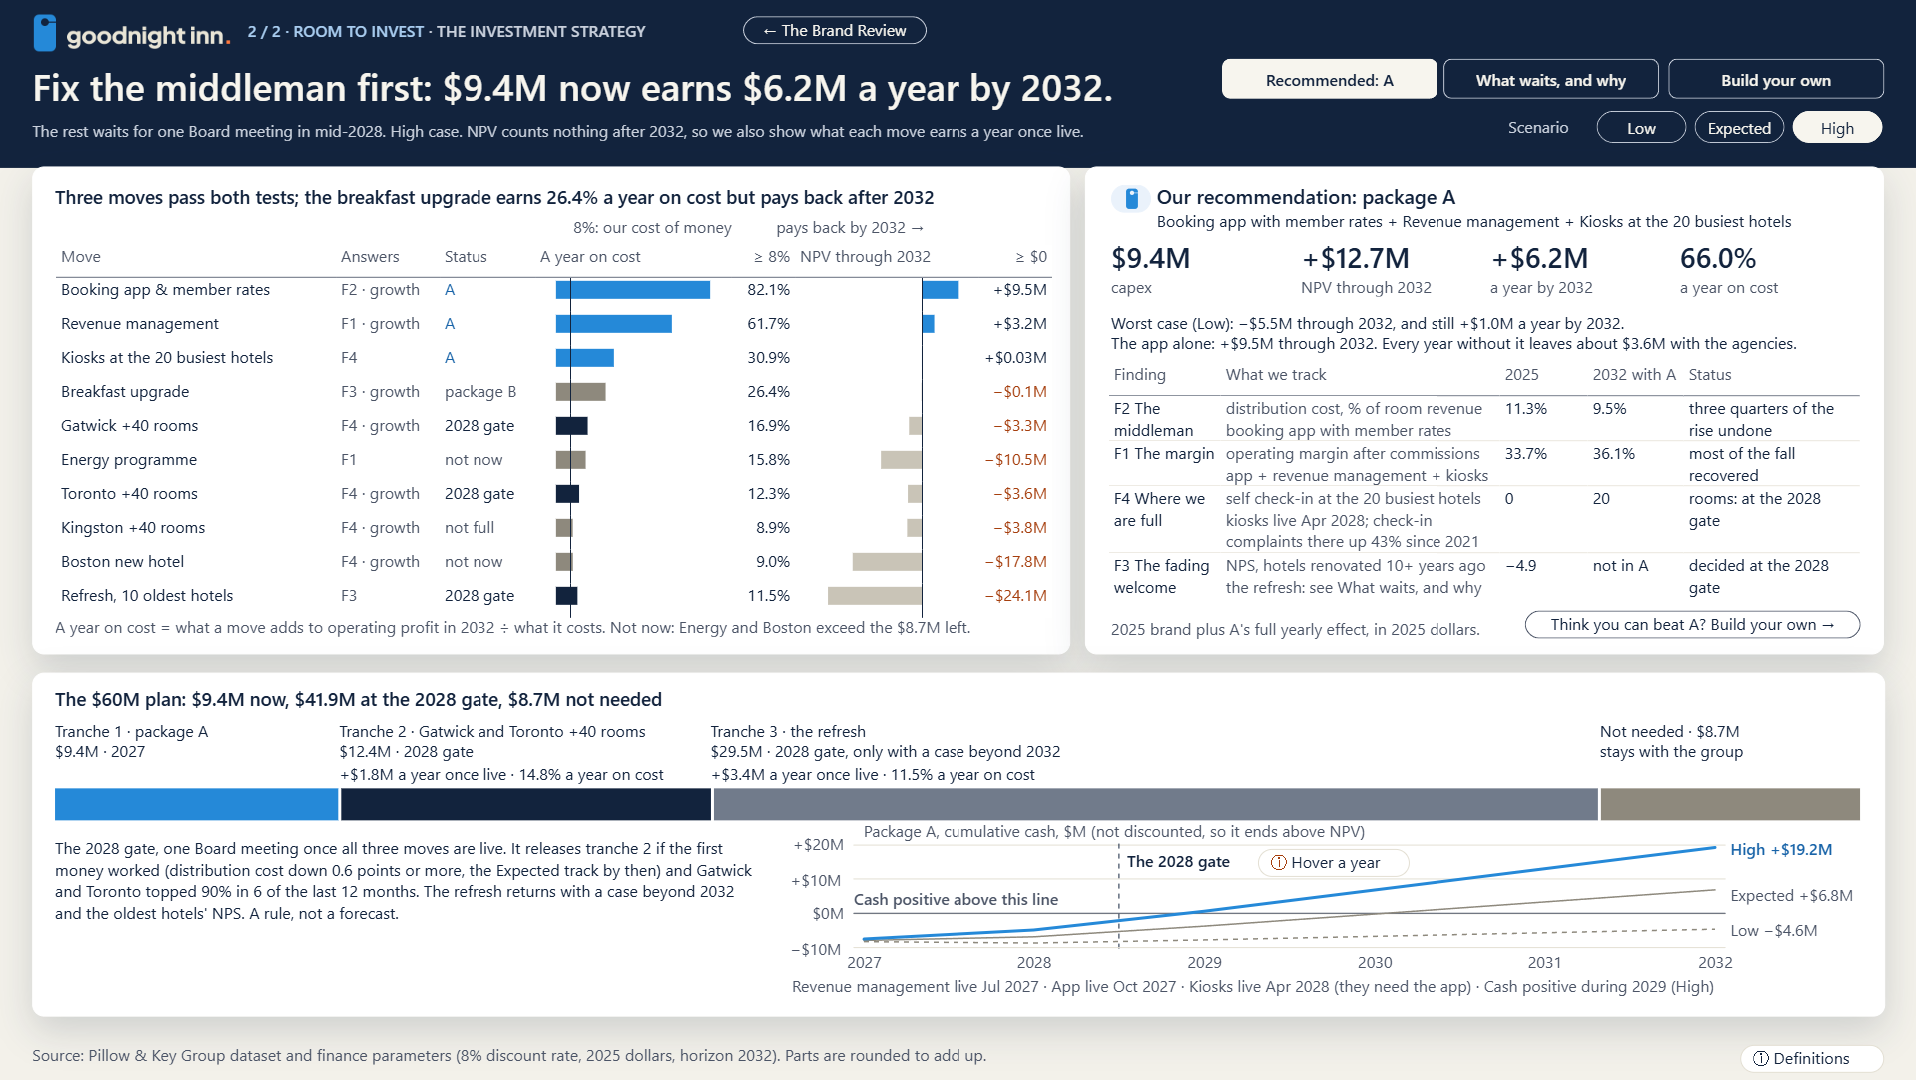 goodnight inn.
2 / 2 · ROOM TO INVEST · THE INVESTMENT STRATEGY
← The Brand Review
Fix the middleman first: $9.4M now earns $6.2M a year by 2032.
The rest waits for one Board meeting in mid-2028. High case. NPV counts nothing after 2032, so we also show what each move earns a year once live.
Recommended: A
What waits, and why
Build your own
Scenario
Low
Expected
High
Three moves pass both tests; the breakfast upgrade earns 26.4% a year on cost but pays back after 2032
8%: our cost of money
pays back by 2032 →
Move Answers Status A year on cost ≥ 8% NPV through 2032 ≥ $0
Booking app & member rates F2 · growth A 82.1% +$9.5M
Revenue management F1 · growth A 61.7% +$3.2M
Kiosks at the 20 busiest hotels F4 A 30.9% +$0.03M
Breakfast upgrade F3 · growth package B 26.4% −$0.1M
Gatwick +40 rooms F4 · growth 2028 gate 16.9% −$3.3M
Energy programme F1 not now 15.8% −$10.5M
Toronto +40 rooms F4 · growth 2028 gate 12.3% −$3.6M
Kingston +40 rooms F4 · growth not full 8.9% −$3.8M
Boston new hotel F4 · growth not now 9.0% −$17.8M
Refresh, 10 oldest hotels F3 2028 gate 11.5% −$24.1M
A year on cost = what a move adds to operating profit in 2032 ÷ what it costs. Not now: Energy and Boston exceed the $8.7M left.
Our recommendation: package A
Booking app with member rates + Revenue management + Kiosks at the 20 busiest hotels
$9.4M +$12.7M +$6.2M 66.0%
capex NPV through 2032 a year by 2032 a year on cost
Worst case (Low): −$5.5M through 2032, and still +$1.0M a year by 2032.
The app alone: +$9.5M through 2032. Every year without it leaves about $3.6M with the agencies.
Finding What we track 2025 2032 with A Status
F2 The distribution cost, % of room revenue 11.3% 9.5% three quarters of the
middleman booking app with member rates rise undone
F1 The margin operating margin after commissions 33.7% 36.1% most of the fall
app + revenue management + kiosks recovered
F4 Where we self check-in at the 20 busiest hotels 0 20 rooms: at the 2028
are full kiosks live Apr 2028; check-in gate
complaints there up 43% since 2021
F3 The fading NPS, hotels renovated 10+ years ago −4.9 not in A decided at the 2028
welcome the refresh: see What waits, and why gate
2025 brand plus A's full yearly effect, in 2025 dollars.
Think you can beat A? Build your own →
The $60M plan: $9.4M now, $41.9M at the 2028 gate, $8.7M not needed
Tranche 1 · package A
$9.4M · 2027
Tranche 2 · Gatwick and Toronto +40 rooms
$12.4M · 2028 gate
+$1.8M a year once live · 14.8% a year on cost
Tranche 3 · the refresh
$29.5M · 2028 gate, only with a case beyond 2032
+$3.4M a year once live · 11.5% a year on cost
Not needed · $8.7M
stays with the group
The 2028 gate, one Board meeting once all three moves are live. It releases tranche 2 if the first
money worked (distribution cost down 0.6 points or more, the Expected track by then) and Gatwick
and Toronto topped 90% in 6 of the last 12 months. The refresh returns with a case beyond 2032
and the oldest hotels' NPS. A rule, not a forecast.
Package A, cumulative cash, $M (not discounted, so it ends above NPV)
+$20M
+$10M
$0M
−$10M
The 2028 gate
ⓘ Hover a year
Cash positive above this line
High +$19.2M
Expected +$6.8M
Low −$4.6M
2027 2028 2029 2030 2031 2032
Revenue management live Jul 2027 · App live Oct 2027 · Kiosks live Apr 2028 (they need the app) · Cash positive during 2029 (High)
Source: Pillow & Key Group dataset and finance parameters (8% discount rate, 2025 dollars, horizon 2032). Parts are rounded to add up.
ⓘ Definitions